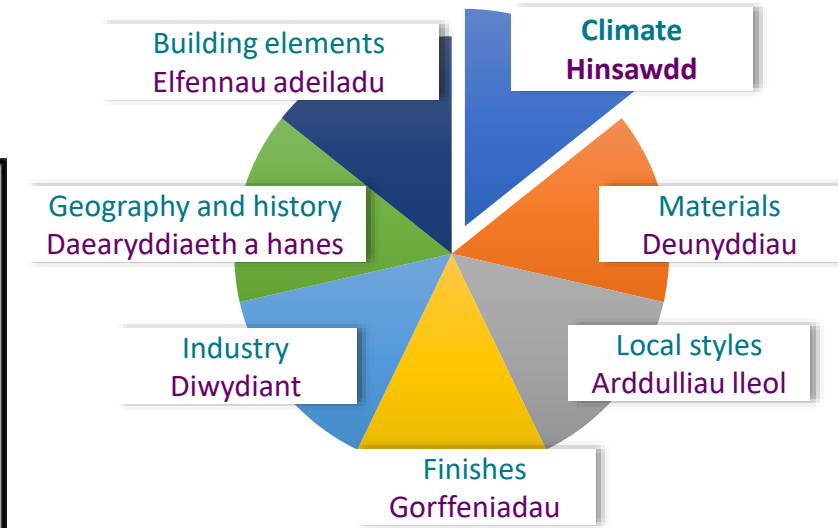 Building elements
Elfennau adeiladu
Climate
Hinsawdd
Geography and history
Daearyddiaeth a hanes
Materials
Deunyddiau
Industry
Diwydiant
Local styles
Arddulliau lleol
Finishes
Gorffeniadau